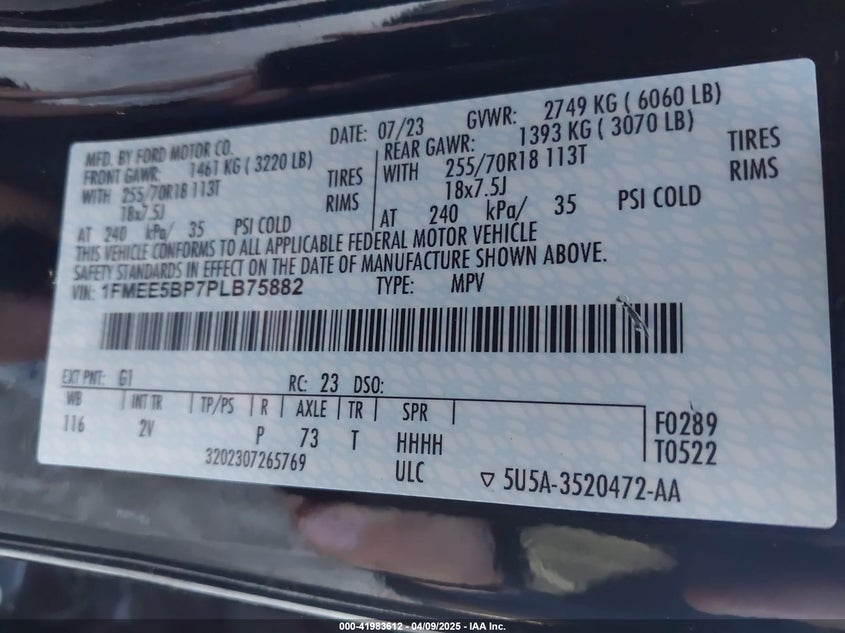 MFD. BY FORD MOTOR CO.
DATE: 07/23 GVWR: 2749 KG ( 6060 LB)
FRONT GAWR: 1461 KG ( 3220 LB)
REAR GAWR: 1393 KG ( 3070 LB)
WITH 255/70R18 113T TIRES
WITH 255/70R18 113T TIRES
18x7.5J RIMS
18x7.5J RIMS
AT 240 kPa/ 35 PSI COLD
AT 240 kPa/ 35 PSI COLD
THIS VEHICLE CONFORMS TO ALL APPLICABLE FEDERAL MOTOR VEHICLE
SAFETY STANDARDS IN EFFECT ON THE DATE OF MANUFACTURE SHOWN ABOVE.
VIN: 1FMEE5BP7PLB75882 TYPE: MPV
EXT PNT: G1 RC: 23 DSO:
WB INT TR TP/PS R AXLE TR SPR
116 2V P 73 T HHHH
F0289
T0522
3202307265769 ULC
5U5A-3520472-AA
000-41983612 - 04/09/2025 - IAA Inc.